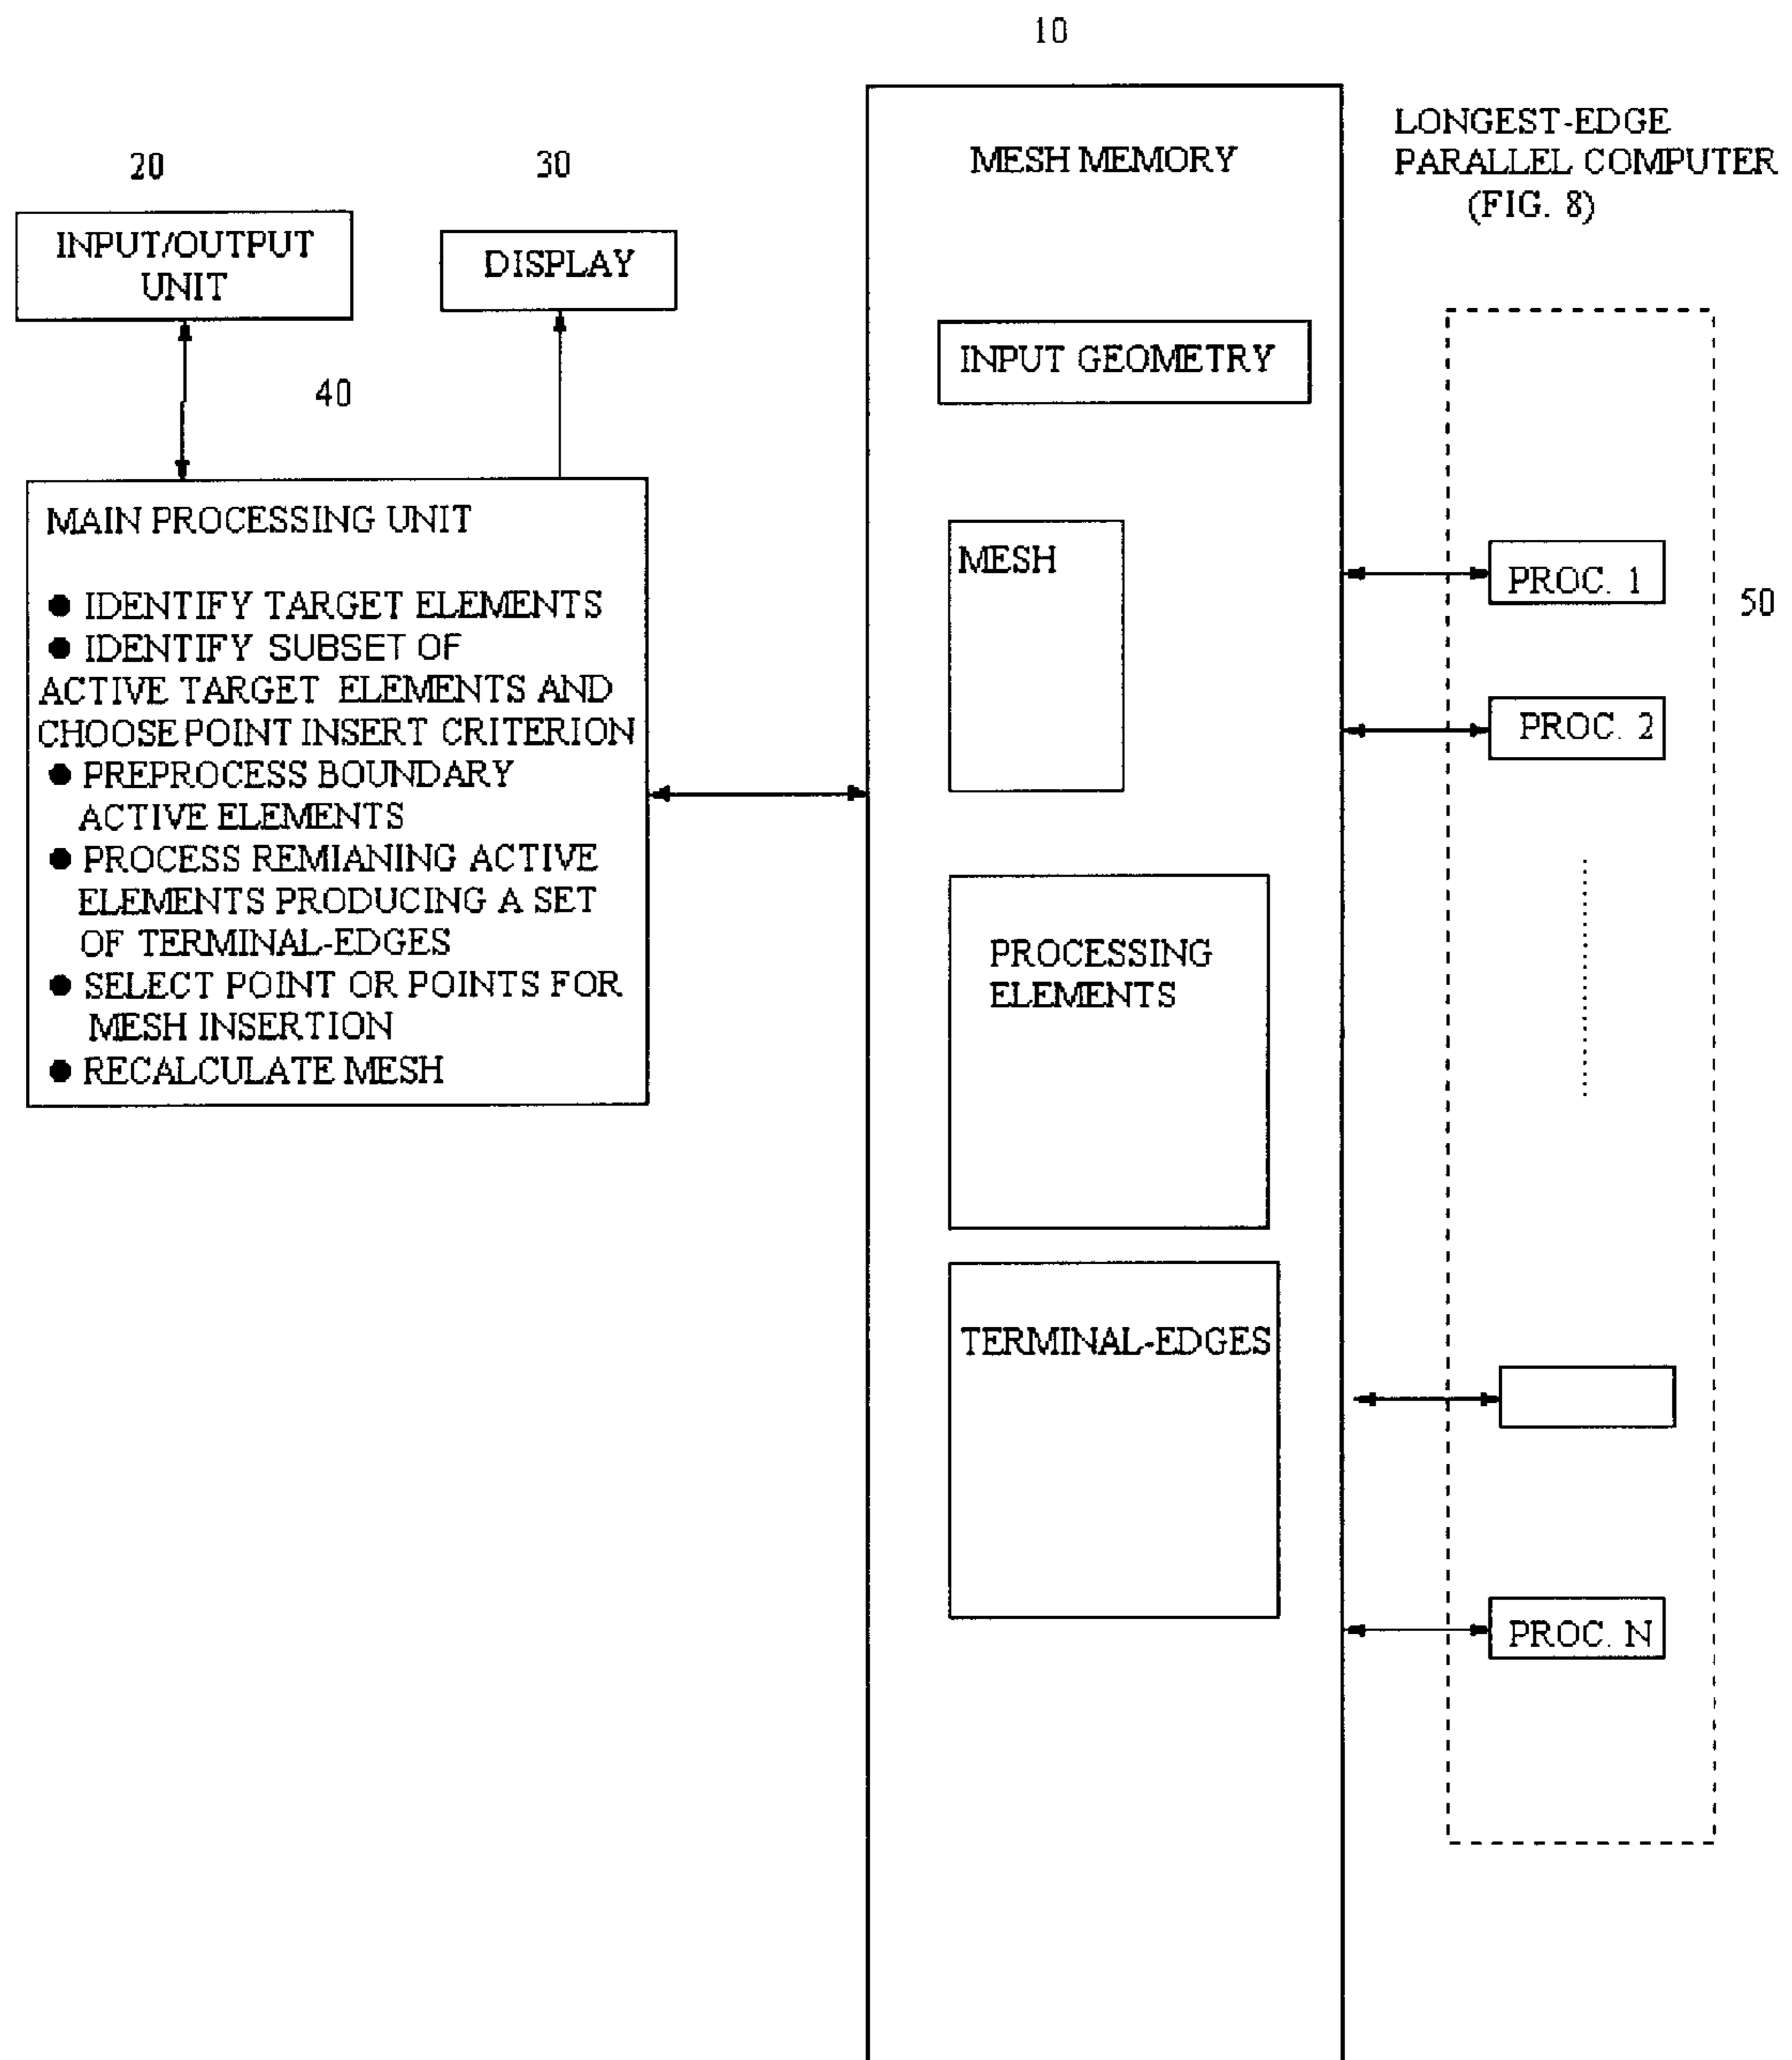 10
LONGEST-EDGE
PARALLEL COMPUTER
(FIG. 8)
MESH MEMORY
20
30
INPUT/OUTPUT
UNIT
DISPLAY
40
INPUT GEOMETRY
MAIN PROCESSING UNIT
● IDENTIFY TARGET ELEMENTS
● IDENTIFY SUBSET OF
ACTIVE TARGET ELEMENTS AND
CHOOSE POINT INSERT CRITERION
● PREPROCESS BOUNDARY
ACTIVE ELEMENTS
● PROCESS REMIANING ACTIVE
ELEMENTS PRODUCING A SET
OF TERMINAL-EDGES
● SELECT POINT OR POINTS FOR
MESH INSERTION
● RECALCULATE MESH
MESH
PROCESSING
ELEMENTS
TERMINAL-EDGES
PROC. 1
50
PROC. 2
PROC. N